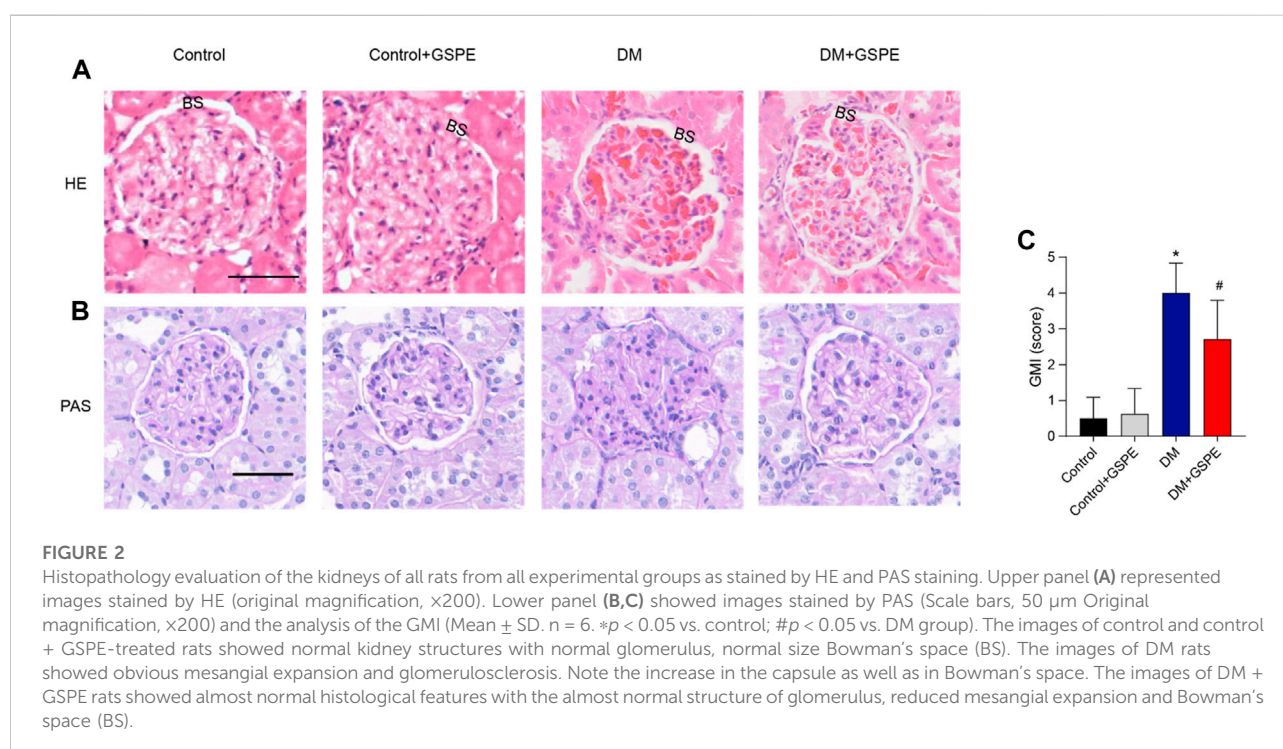 Control Control+GSPE DM DM+GSPE
A
BS BS BS BS
HE
B
PAS
C
5
4
3
2
1
0
GMI (score)
*
#
Control
Control+GSPE
DM
DM+GSPE
FIGURE 2
Histopathology evaluation of the kidneys of all rats from all experimental groups as stained by HE and PAS staining. Upper panel (A) represented
images stained by HE (original magnification, ×200). Lower panel (B,C) showed images stained by PAS (Scale bars, 50 µm Original
magnification, ×200) and the analysis of the GMI (Mean ± SD. n = 6. *p < 0.05 vs. control; #p < 0.05 vs. DM group). The images of control and control
+ GSPE-treated rats showed normal kidney structures with normal glomerulus, normal size Bowman's space (BS). The images of DM rats
showed obvious mesangial expansion and glomerulosclerosis. Note the increase in the capsule as well as in Bowman's space. The images of DM +
GSPE rats showed almost normal histological features with the almost normal structure of glomerulus, reduced mesangial expansion and Bowman's
space (BS).